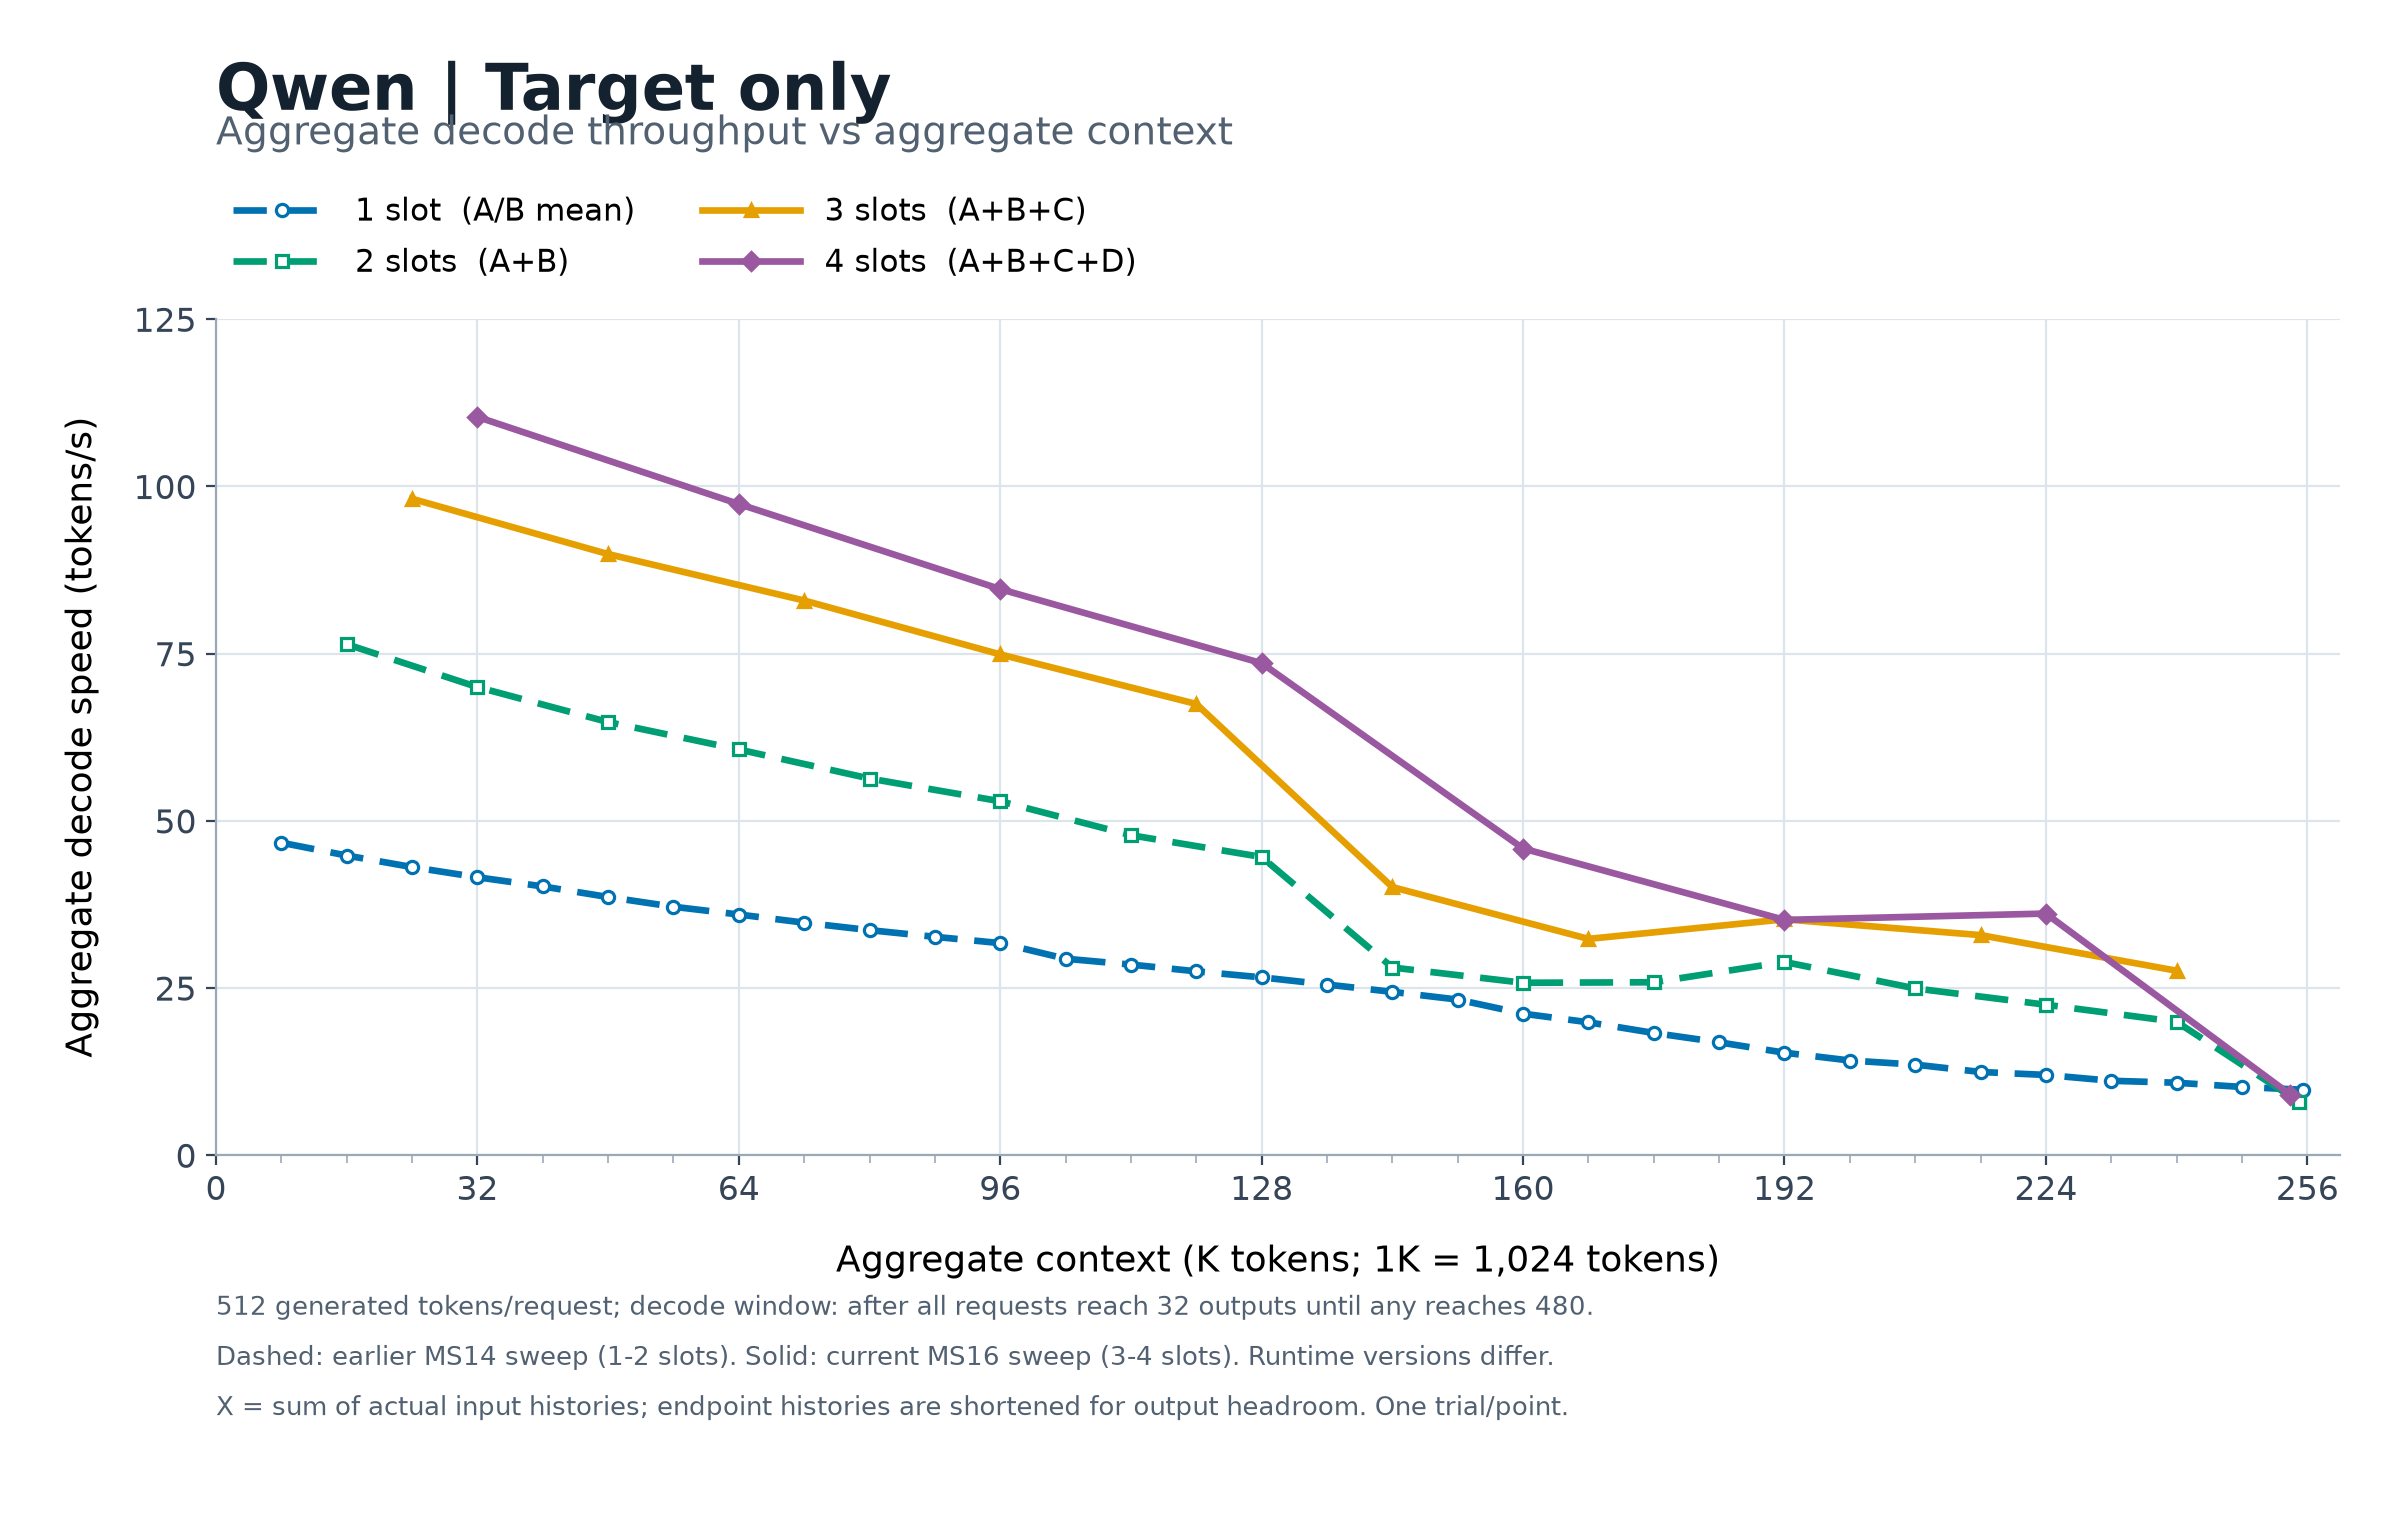 Qwen | Target only
Aggregate decode throughput vs aggregate context
1 slot  (A/B mean)
2 slots  (A+B)
3 slots  (A+B+C)
4 slots  (A+B+C+D)
Aggregate decode speed (tokens/s)
125
100
75
50
25
0
0 32 64 96 128 160 192 224 256
Aggregate context (K tokens; 1K = 1,024 tokens)
512 generated tokens/request; decode window: after all requests reach 32 outputs until any reaches 480.
Dashed: earlier MS14 sweep (1-2 slots). Solid: current MS16 sweep (3-4 slots). Runtime versions differ.
X = sum of actual input histories; endpoint histories are shortened for output headroom. One trial/point.